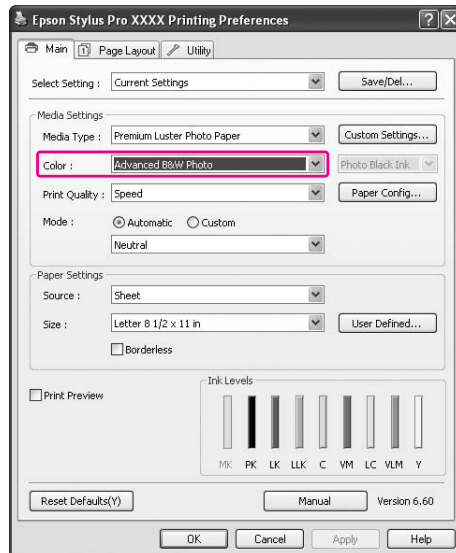 Epson Stylus Pro XXXX Printing Preferences
Main Page Layout Utility
Select Setting : Current Settings Save/Del...
Media Settings
Media Type : Premium Luster Photo Paper Custom Settings...
Color : Advanced B&W Photo Photo Black Ink
Print Quality : Speed Paper Config...
Mode : Automatic Custom
Neutral
Paper Settings
Source : Sheet
Size : Letter 8 1/2 x 11 in User Defined...
Borderless
Print Preview
Ink Levels
MK PK LK LLK C VM LC VLM Y
Reset Defaults(Y) Manual Version 6.60
OK Cancel Apply Help